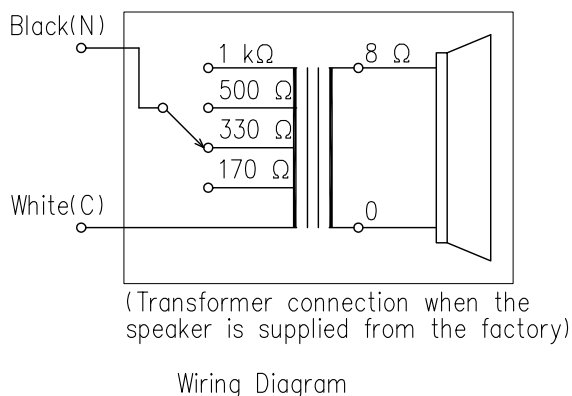 Black(N)
1 kΩ
8 Ω
500 Ω
330 Ω
170 Ω
White(C)
0
(Transformer connection when the
speaker is supplied from the factory)
Wiring Diagram